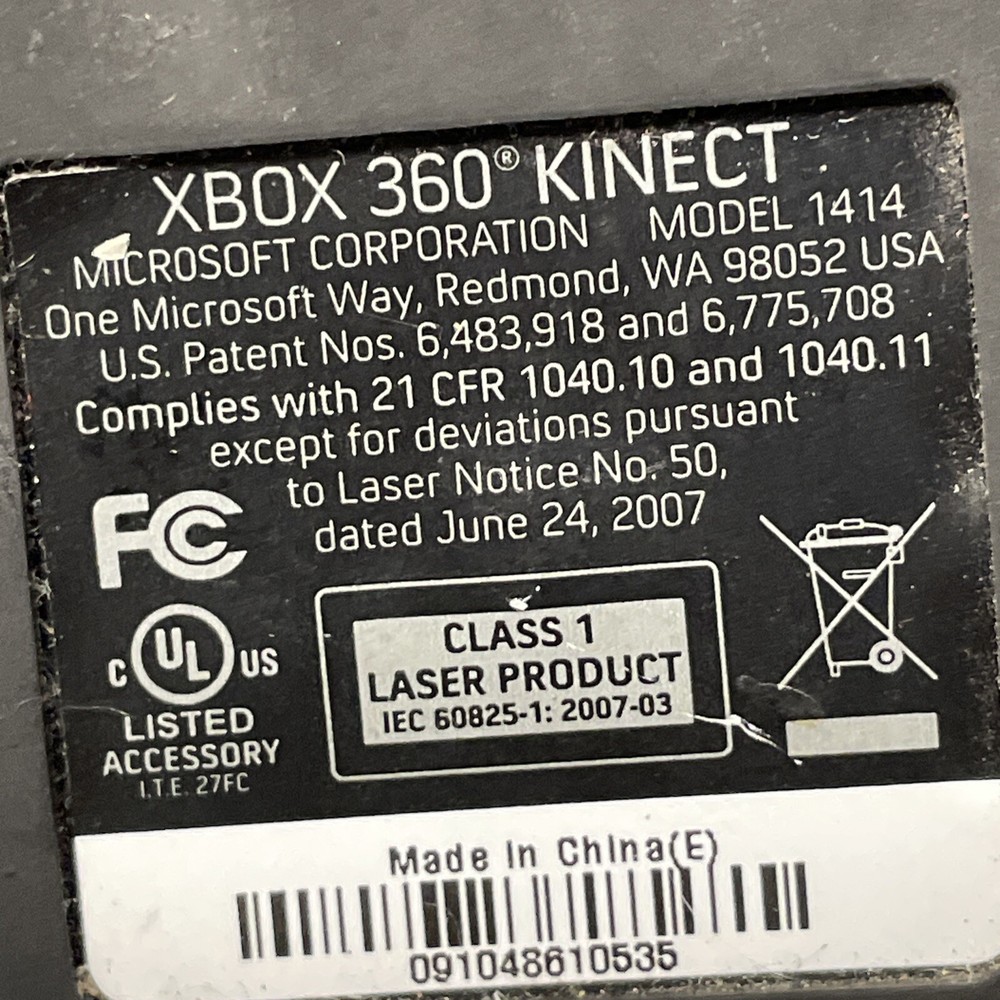 XBOX 360® KINECT
MICROSOFT CORPORATION MODEL 1414
One Microsoft Way, Redmond, WA 98052 USA
U.S. Patent Nos. 6,483,918 and 6,775,708
Complies with 21 CFR 1040.10 and 1040.11
except for deviations pursuant
to Laser Notice No. 50,
dated June 24, 2007
FC
C UL US
LISTED
ACCESSORY
I.T.E. 27FC
CLASS 1
LASER PRODUCT
IEC 60825-1: 2007-03
Made In China(E)
091048610535